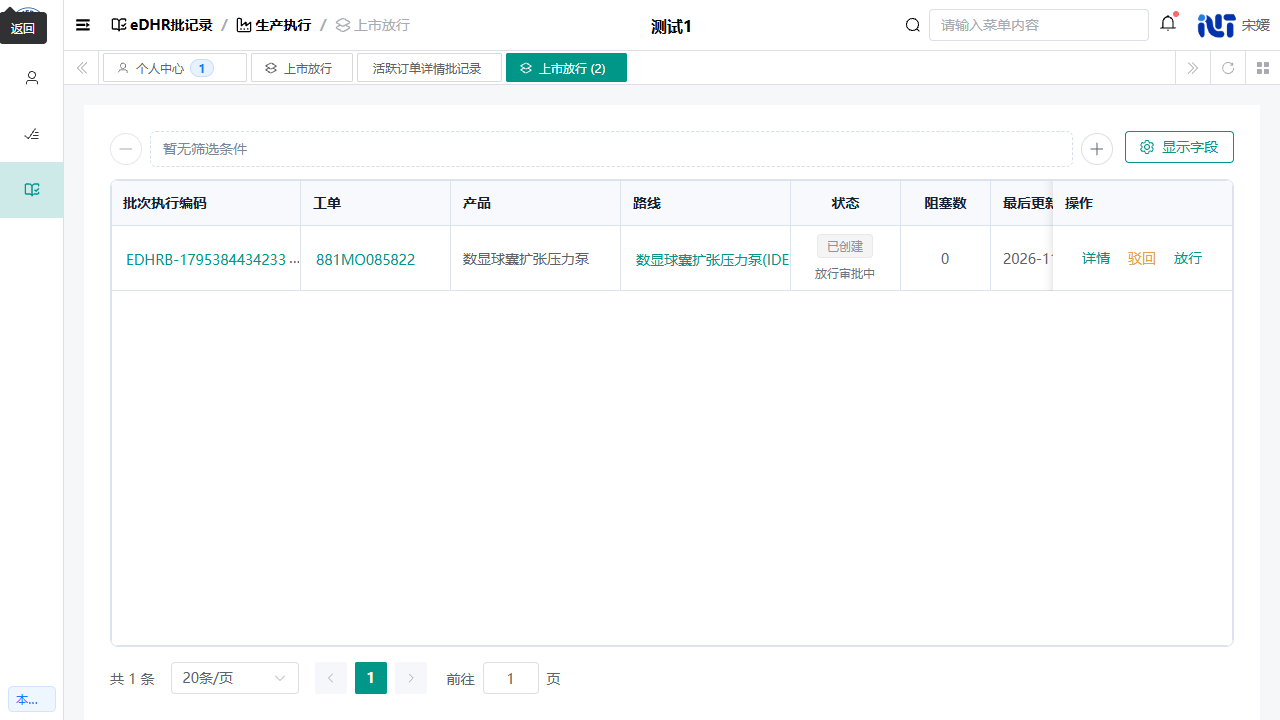 返回
eDHR批记录 / 生产执行 / 上市放行
测试1
请输入菜单内容
宋媛
个人中心 1
上市放行
活跃订单详情批记录
上市放行 (2)
暂无筛选条件
显示字段
批次执行编码 工单 产品 路线 状态 阻塞数 最后更新 操作
EDHRB-1795384434233 ... 881MO085822 数显球囊扩张压力泵 数显球囊扩张压力泵(IDE 已创建 0 2026-11 详情 驳回 放行
放行审批中
共 1 条 20条/页 1 前往 1 页
本...